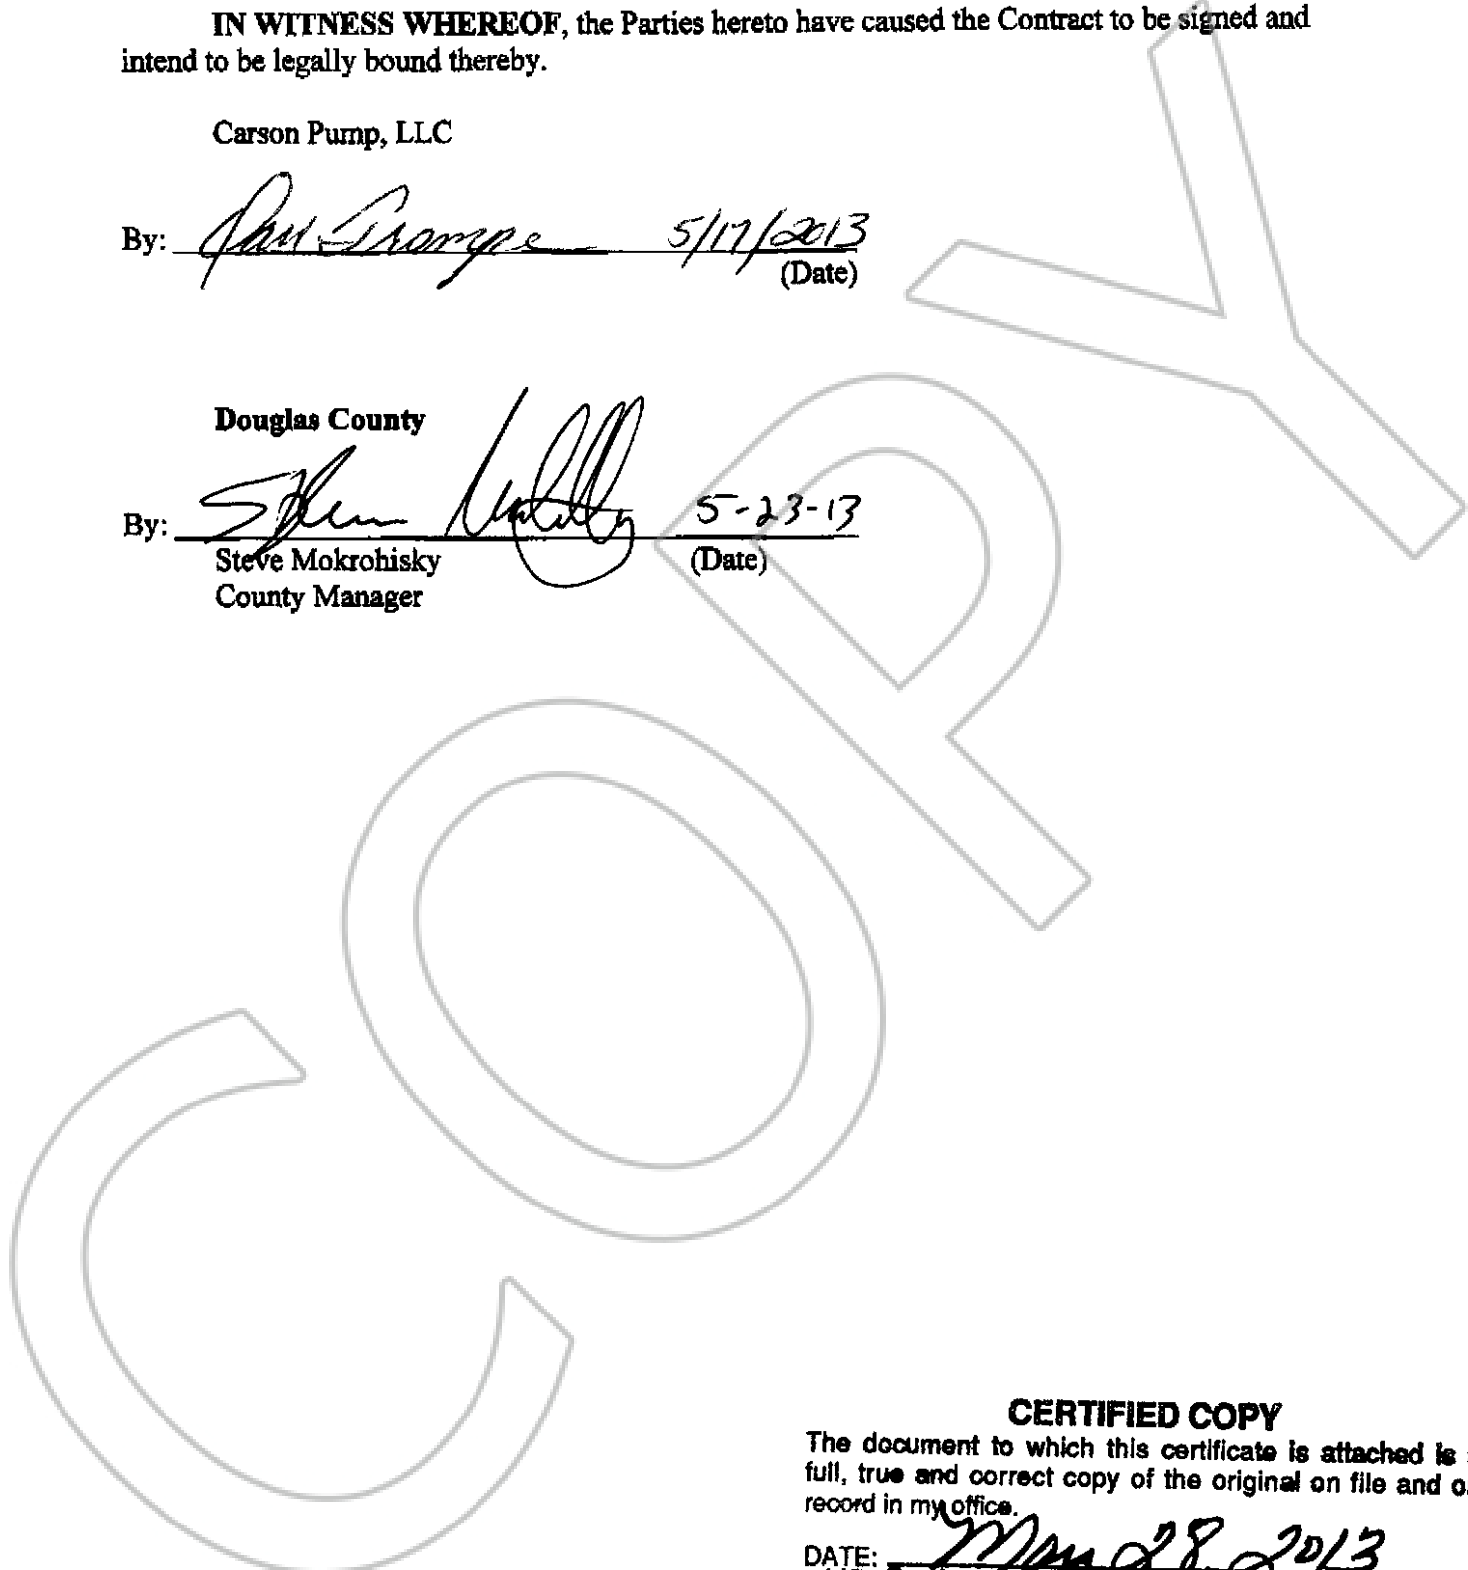 IN WITNESS WHEREOF, the Parties hereto have caused the Contract to be signed and
intend to be legally bound thereby.
Carson Pump, LLC
By: 5/17/2013
(Date)
Douglas County
By: 5-23-13
Steve Mokrohisky (Date)
County Manager
COPY
CERTIFIED COPY
The document to which this certificate is attached is
full, true and correct copy of the original on file and o
record in my office.
DATE: May 28, 2013